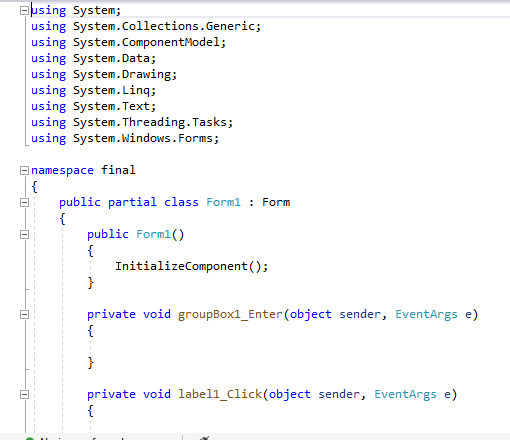 using System;
using System.Collections.Generic;
using System.ComponentModel;
using System.Data;
using System.Drawing;
using System.Linq;
using System.Text;
using System.Threading.Tasks;
using System.Windows.Forms;
namespace final
{
public partial class Form1 : Form
{
public Form1()
{
InitializeComponent();
}
private void groupBox1_Enter(object sender, EventArgs e)
{
}
private void label1_Click(object sender, EventArgs e)
{